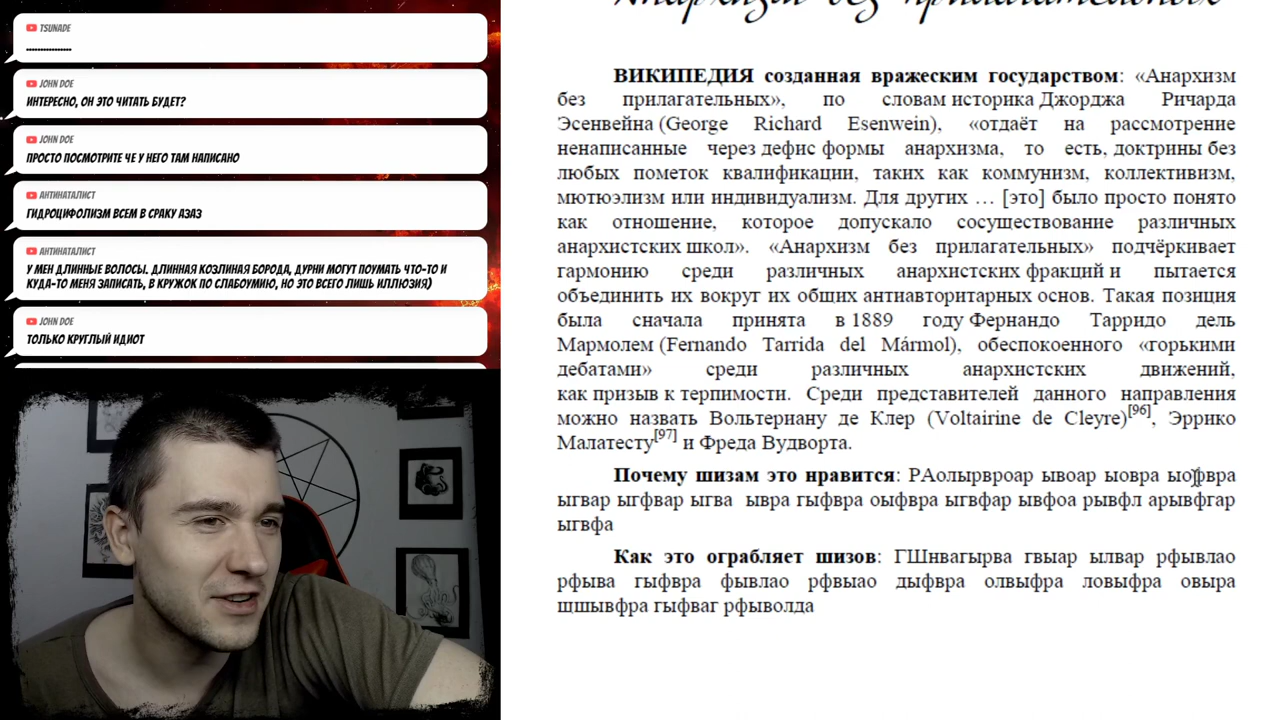 TSUNADE
................
JOHN DOE
ИНТЕРЕСНО, ОН ЭТО ЧИТАТЬ БУДЕТ?
JOHN DOE
ПРОСТО ПОСМОТРИТЕ ЧЕ У НЕГО ТАМ НАПИСАНО
АНТИНАТАЛИСТ
ГИДРОЦИФОЛИЗМ ВСЕМ В СРАКУ АЗАЗ
АНТИНАТАЛИСТ
У МЕН ДЛИННЫЕ ВОЛОСЫ. ДЛИННАЯ КОЗЛИНАЯ БОРОДА, ДУРНИ МОГУТ ПОУМАТЬ ЧТО-ТО И
КУДА-ТО МЕНЯ ЗАПИСАТЬ, В КРУЖОК ПО СЛАБОУМИЮ, НО ЭТО ВСЕГО ЛИШЬ ИЛЛЮЗИЯ)
JOHN DOE
ТОЛЬКО КРУГЛЫЙ ИДИОТ
Анархизм без прилагательных
ВИКИПЕДИЯ созданная вражеским государством: «Анархизм
без прилагательных», по словам историка Джорджа Ричарда
Эсенвейна (George Richard Esenwein), «отдаёт на рассмотрение
ненаписанные через дефис формы анархизма, то есть, доктрины без
любых пометок квалификации, таких как коммунизм, коллективизм,
мютюэлизм или индивидуализм. Для других … [это] было просто понято
как отношение, которое допускало сосуществование различных
анархистских школ». «Анархизм без прилагательных» подчёркивает
гармонию среди различных анархистских фракций и пытается
объединить их вокруг их общих антиавторитарных основ. Такая позиция
была сначала принята в 1889 году Фернандо Тарридо дель
Мармолем (Fernando Tarrida del Mármol), обеспокоенного «горькими
дебатами» среди различных анархистских движений,
как призыв к терпимости. Среди представителей данного направления
можно назвать Вольтериану де Клер (Voltairine de Cleyre)[96], Эррико
Малатесту[97] и Фреда Вудворта.
Почему шизам это нравится: РАолырвроар ывоар ыовра
ыгвар ыгфвар ыгва ывра гыфвра оыфвра ыгвфар ывфоа рывфл арывфгар
ыгвфа
Как это ограбляет шизов: ГШнвагырва гвыар ылвар рфывлао
рфыва гыфвра фывлао рфвыао дыфвра олвыфра ловыфра овыра
щшывфра гыфваг рфыволда